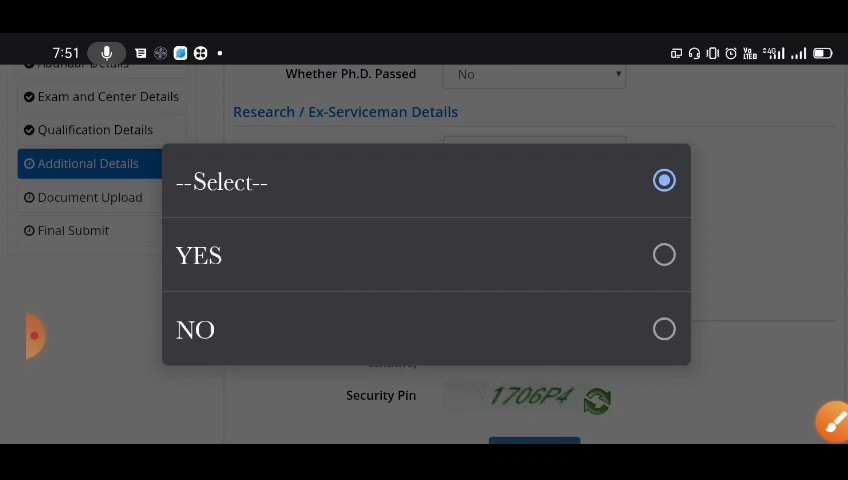 7:51
Whether Ph.D. Passed
No
Exam and Center Details
Research / Ex-Serviceman Details
Qualification Details
Additional Details
Document Upload
Final Submit
--Select--
YES
NO
Security Pin
1706P4